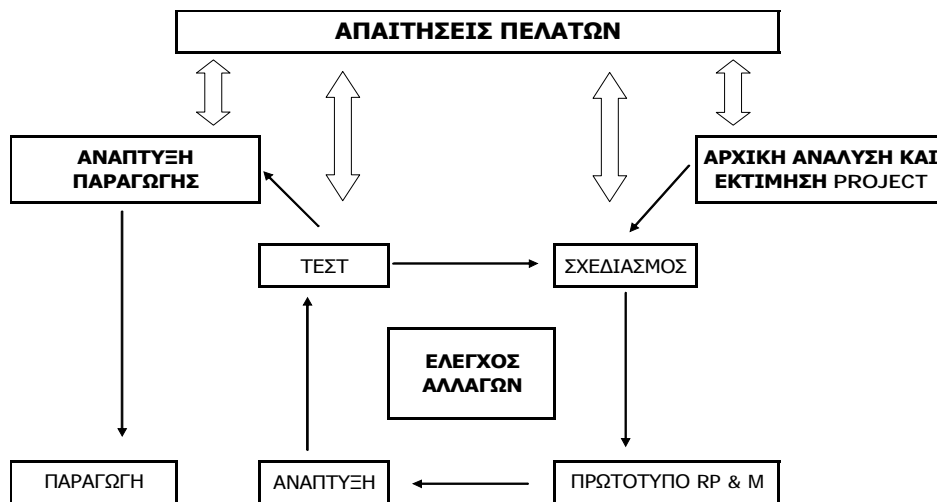 ΑΠΑΙΤΗΣΕΙΣ ΠΕΛΑΤΩΝ
ΑΝΑΠΤΥΞΗ
ΠΑΡΑΓΩΓΗΣ
ΑΡΧΙΚΗ ΑΝΑΛΥΣΗ ΚΑΙ
ΕΚΤΙΜΗΣΗ PROJECT
ΤΕΣΤ
ΣΧΕΔΙΑΣΜΟΣ
ΕΛΕΓΧΟΣ
ΑΛΛΑΓΩΝ
ΠΑΡΑΓΩΓΗ
ΑΝΑΠΤΥΞΗ
ΠΡΩΤΟΤΥΠΟ RP & M